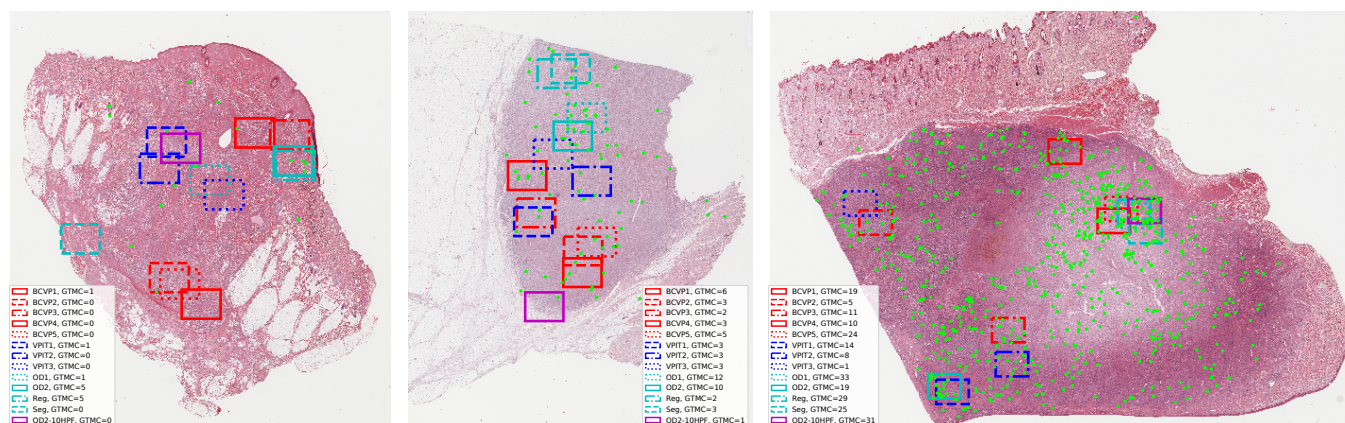 BCVP1, GTMC=1
BCVP2, GTMC=0
BCVP3, GTMC=0
BCVP4, GTMC=0
BCVP5, GTMC=0
VPIT1, GTMC=1
VPIT2, GTMC=0
VPIT3, GTMC=0
OD1, GTMC=1
OD2, GTMC=5
Reg, GTMC=5
Seg, GTMC=0
OD2-10HPF, GTMC=0
BCVP1, GTMC=6
BCVP2, GTMC=3
BCVP3, GTMC=2
BCVP4, GTMC=3
BCVP5, GTMC=5
VPIT1, GTMC=3
VPIT2, GTMC=3
VPIT3, GTMC=3
OD1, GTMC=12
OD2, GTMC=10
Reg, GTMC=2
Seg, GTMC=3
OD2-10HPF, GTMC=1
BCVP1, GTMC=19
BCVP2, GTMC=5
BCVP3, GTMC=11
BCVP4, GTMC=10
BCVP5, GTMC=24
VPIT1, GTMC=14
VPIT2, GTMC=8
VPIT3, GTMC=1
OD1, GTMC=33
OD2, GTMC=19
Reg, GTMC=29
Seg, GTMC=25
OD2-10HPF, GTMC=31